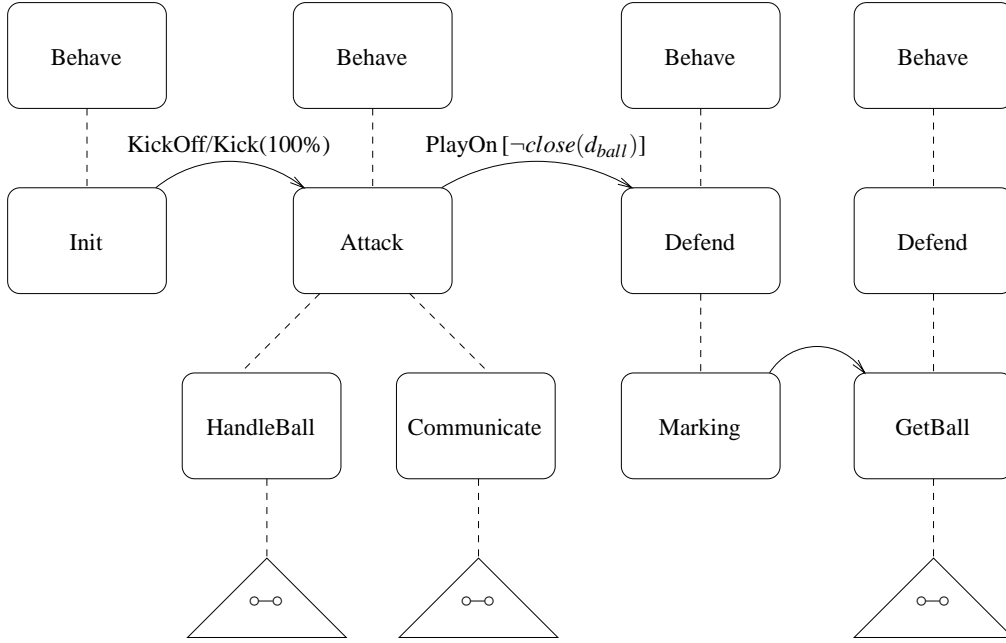 Behave
Behave
Behave
Behave
KickOff/Kick(100%)
PlayOn [¬close(d_ball)]
Init
Attack
Defend
Defend
HandleBall
Communicate
Marking
GetBall